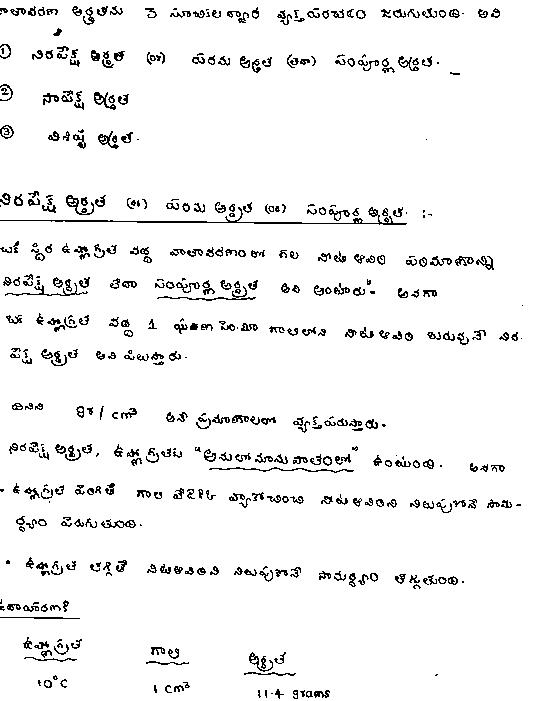 వాతావరణ ఆర్ద్రతను 3 సూచికల ద్వారా వ్యక్తపరచడం జరుగుతుంది. అవి
① నిరపేక్ష ఆర్ద్రత (or) పరమ ఆర్ద్రత (లేదా) సంపూర్ణ ఆర్ద్రత.
② సాపేక్ష ఆర్ద్రత
③ విశిష్ట ఆర్ద్రత.
నిరపేక్ష ఆర్ద్రత (or) పరమ ఆర్ద్రత (or) సంపూర్ణ ఆర్ద్రత :-
ఒక స్థిర ఉష్ణోగ్రత వద్ద వాతావరణంలో గల నీటి ఆవిరి పరిమాణాన్ని
నిరపేక్ష ఆర్ద్రత లేదా సంపూర్ణ ఆర్ద్రత అని అంటారు". అనగా
ఒక ఉష్ణోగ్రత వద్ద 1 ఘనపు సెం.మీ గాలిలోని నీటి ఆవిరి బరువునే నిర
పేక్ష ఆర్ద్రత అని పిలుస్తారు.
దీనిని gr/cm³ అనే ప్రమాణాలలో వ్యక్తపరుస్తారు.
నిరపేక్ష ఆర్ద్రత, ఉష్ణోగ్రతకు "అనులోమానుపాతంలో" ఉంటుంది. అనగా
• ఉష్ణోగ్రత పెరిగితే గాలి వేడెక్కి వ్యాకోచించి నీటిఆవిరిని నిలుపుకొనే సామ-
ర్థ్యం పెరుగుతుంది.
• ఉష్ణోగ్రత తగ్గితే నీటిఆవిరిని నిలుపుకొనే సామర్థ్యం తగ్గుతుంది.
ఉదాహరణకి
ఉష్ణోగ్రత గాలి ఆర్ద్రత
10°C 1 cm³ 11.4 grams